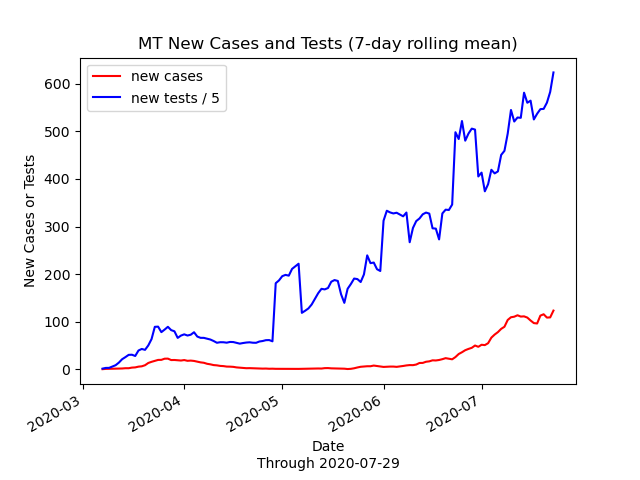 MT New Cases and Tests (7-day rolling mean)
new cases
new tests / 5
600
500
400
300
200
100
0
New Cases or Tests
2020-03
2020-04
2020-05
2020-06
2020-07
Date
Through 2020-07-29